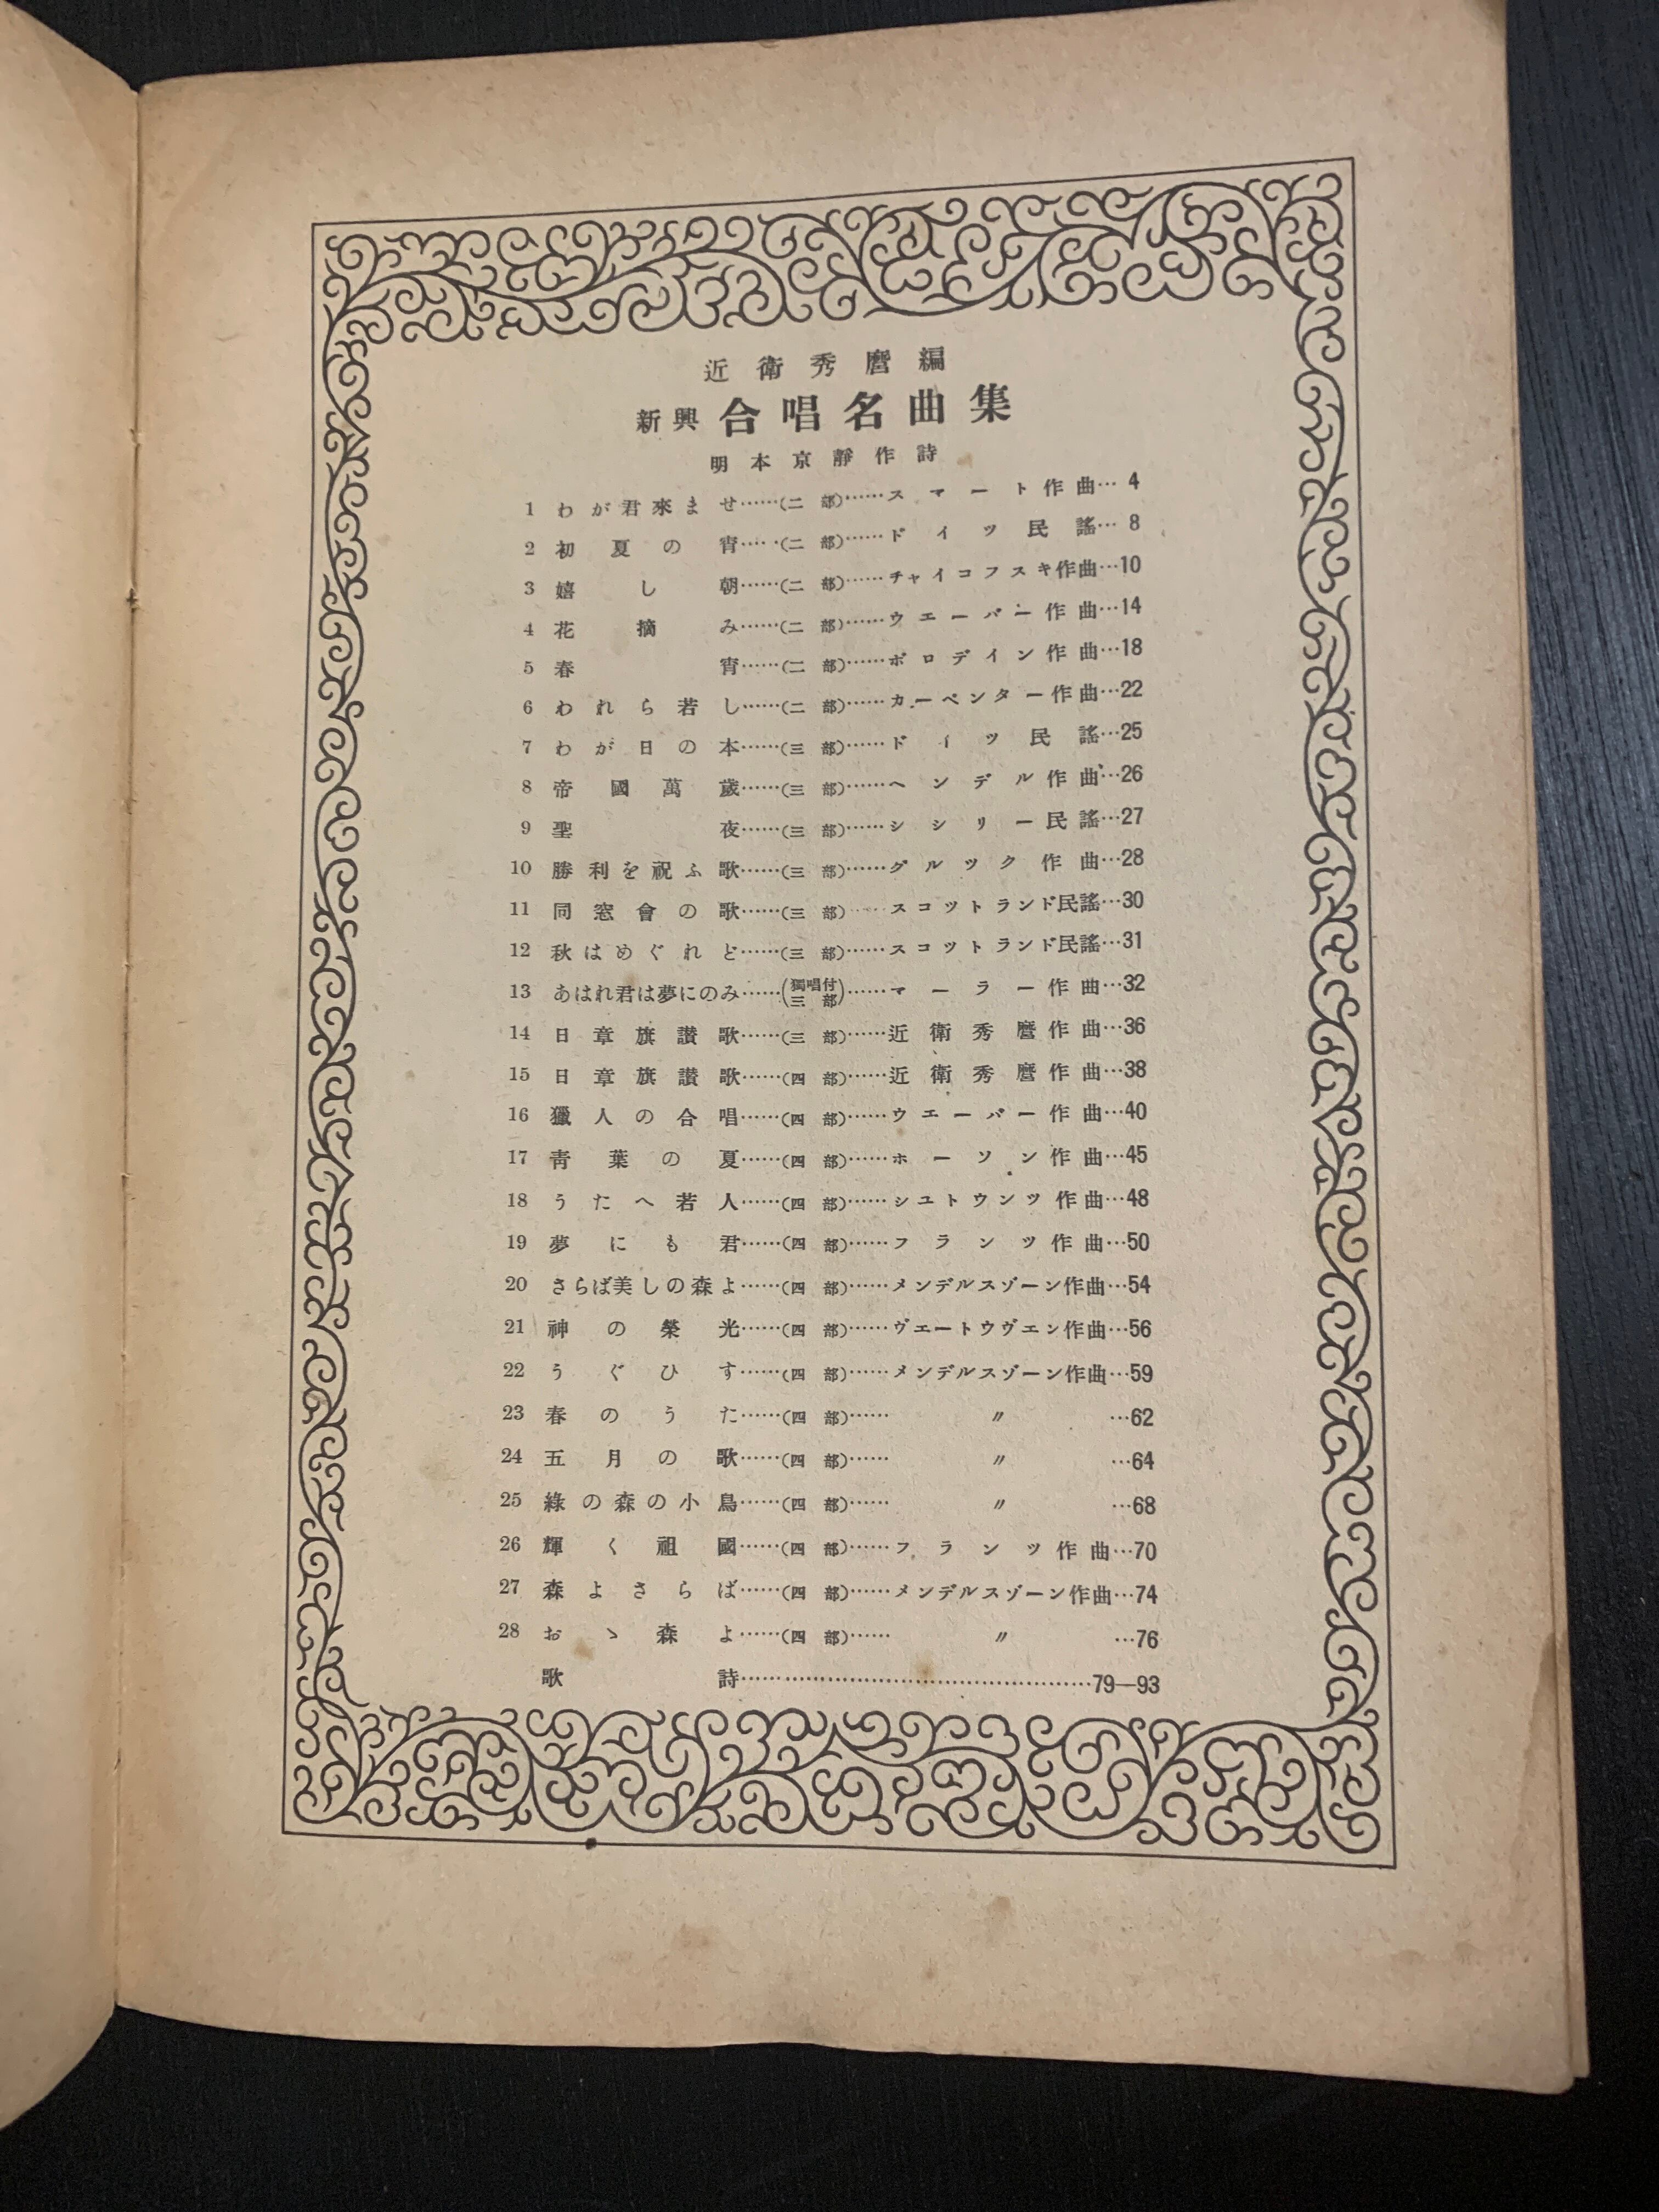 近衛秀麿編
新興 合唱名曲集
明本京靜作詩
1 わが君來ませ……(二部)……スマート作曲…4
2 初夏の宵……(二部)……ドイツ民謠…8
3 嬉し朝……(二部)……チャイコフスキ作曲…10
4 花摘み……(二部)……ウエーバー作曲…14
5 春宵……(二部)……ボロデイン作曲…18
6 われら若し……(二部)……カーペンター作曲…22
7 わが日の本……(三部)……ドイツ民謠…25
8 帝國萬歲……(三部)……ヘンデル作曲…26
9 聖夜……(三部)……シシリー民謠…27
10 勝利を祝ふ歌……(三部)……グルツク作曲…28
11 同窓會の歌……(三部)……スコツトランド民謠…30
12 秋はめぐれど……(三部)……スコツトランド民謠…31
13 あはれ君は夢にのみ……(獨唱付三部)……マーラー作曲…32
14 日章旗讃歌……(三部)……近衛秀麿作曲…36
15 日章旗讃歌……(四部)……近衛秀麿作曲…38
16 獵人の合唱……(四部)……ウエーバー作曲…40
17 靑葉の夏……(四部)……ホーソン作曲…45
18 うたへ若人……(四部)……シユトウンツ作曲…48
19 夢にも君……(四部)……フランツ作曲…50
20 さらば美しの森よ……(四部)……メンデルスゾーン作曲…54
21 神の榮光……(四部)……ヴエートウヴエン作曲…56
22 うぐひす……(四部)……メンデルスゾーン作曲…59
23 春のうた……(四部)……〃…62
24 五月の歌……(四部)……〃…64
25 綠の森の小鳥……(四部)……〃…68
26 輝く祖國……(四部)……フランツ作曲…70
27 森よさらば……(四部)……メンデルスゾーン作曲…74
28 おゝ森よ……(四部)……〃…76
歌詩……………………………………………79—93